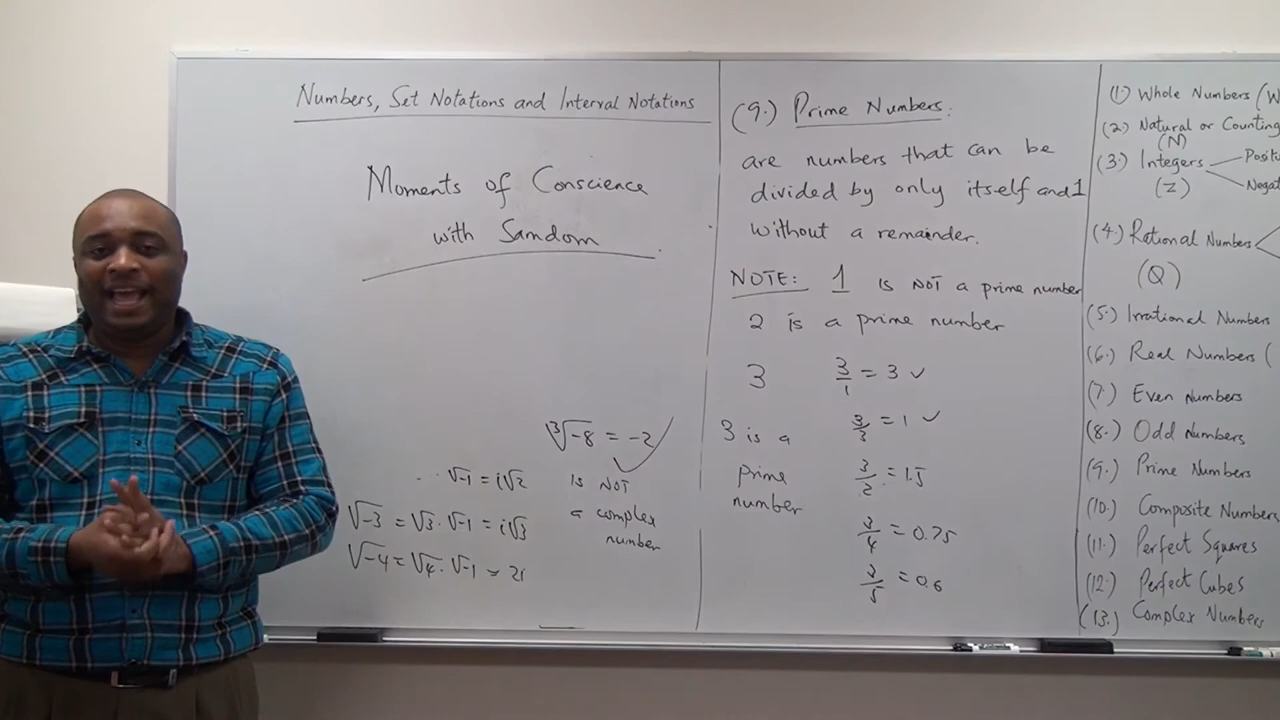 Numbers, Set Notations and Interval Notations
Moments of Conscience
with Samdom
∛-8 = -2
is NOT
a complex
number
√-1 = i√2
√-3 = √3 . √-1 = i√3
√-4 = √4 . √-1 = 2i
(9.) Prime Numbers:
are numbers that can be
divided by only itself and 1
without a remainder.
NOTE: 1 is NOT a prime number
2 is a prime number
3
3 is a
prime
number
3/1 = 3 ✓
3/3 = 1 ✓
3/2 = 1.5
3/4 = 0.75
3/5 = 0.6
(1.) Whole Numbers (W
(2.) Natural or Counting
(N)
(3.) Integers
Posit
(Z)
Negat
(4.) Rational Numbers
(Q)
(5.) Irrational Numbers
(6.) Real Numbers (
(7.) Even Numbers
(8.) Odd Numbers
(9.) Prime Numbers
(10.) Composite Numbers
(11.) Perfect Squares
(12.) Perfect Cubes
(13.) Complex Numbers